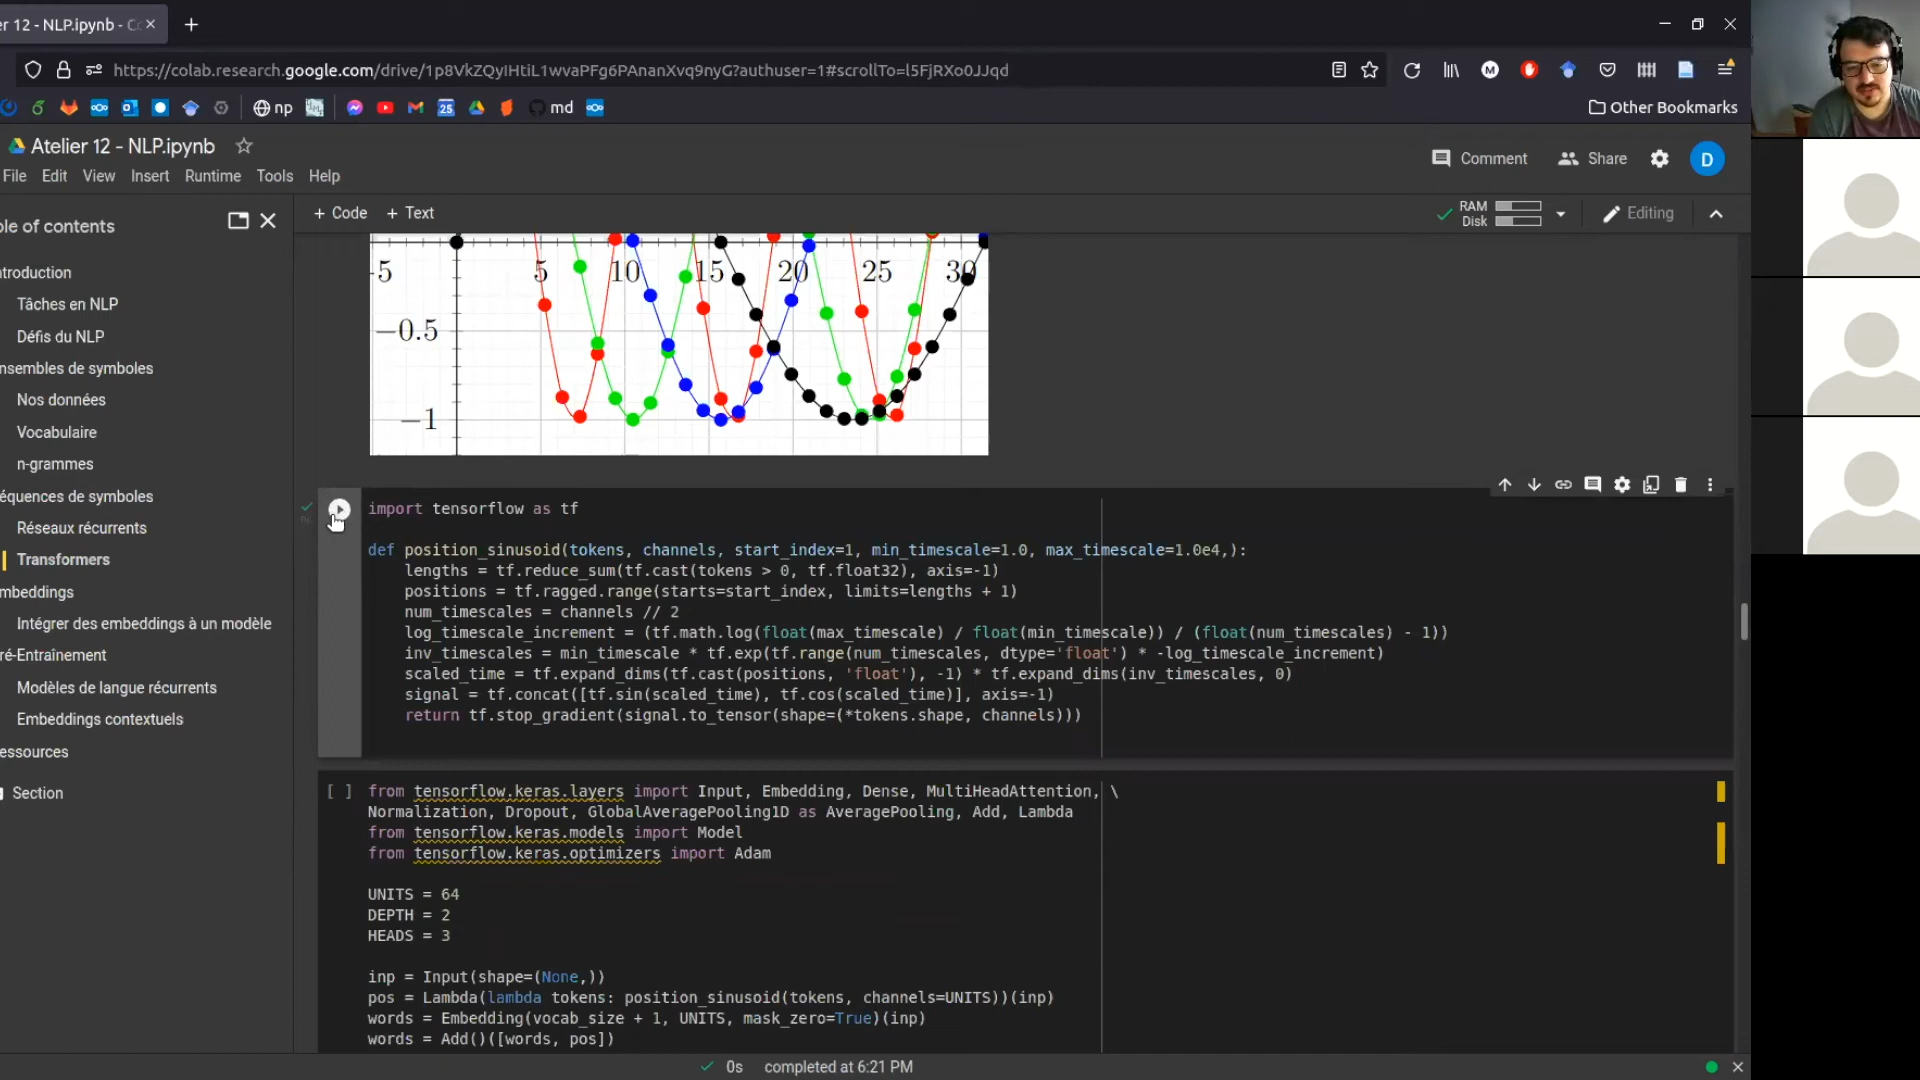 er 12 - NLP.ipynb - C
https://colab.research.google.com/drive/1p8VkZQyIHtiL1wvaPFg6PAnanXvq9nyG?authuser=1#scrollTo=l5FjRXo0JJqd
np
25
md
Other Bookmarks
Atelier 12 - NLP.ipynb
Comment
Share
D
File Edit View Insert Runtime Tools Help
ble of contents
+ Code + Text
RAM
Disk
Editing
ntroduction
Tâches en NLP
Défis du NLP
nsembles de symboles
Nos données
Vocabulaire
n-grammes
équences de symboles
Réseaux récurrents
Transformers
mbeddings
Intégrer des embeddings à un modèle
ré-Entraînement
Modèles de langue récurrents
Embeddings contextuels
essources
Section
-5 5 10 15 20 25 30
−0.5
−1
import tensorflow as tf
def position_sinusoid(tokens, channels, start_index=1, min_timescale=1.0, max_timescale=1.0e4,):
lengths = tf.reduce_sum(tf.cast(tokens > 0, tf.float32), axis=-1)
positions = tf.ragged.range(starts=start_index, limits=lengths + 1)
num_timescales = channels // 2
log_timescale_increment = (tf.math.log(float(max_timescale) / float(min_timescale)) / (float(num_timescales) - 1))
inv_timescales = min_timescale * tf.exp(tf.range(num_timescales, dtype='float') * -log_timescale_increment)
scaled_time = tf.expand_dims(tf.cast(positions, 'float'), -1) * tf.expand_dims(inv_timescales, 0)
signal = tf.concat([tf.sin(scaled_time), tf.cos(scaled_time)], axis=-1)
return tf.stop_gradient(signal.to_tensor(shape=(*tokens.shape, channels)))
[ ] from tensorflow.keras.layers import Input, Embedding, Dense, MultiHeadAttention, \
Normalization, Dropout, GlobalAveragePooling1D as AveragePooling, Add, Lambda
from tensorflow.keras.models import Model
from tensorflow.keras.optimizers import Adam
UNITS = 64
DEPTH = 2
HEADS = 3
inp = Input(shape=(None,))
pos = Lambda(lambda tokens: position_sinusoid(tokens, channels=UNITS))(inp)
words = Embedding(vocab_size + 1, UNITS, mask_zero=True)(inp)
words = Add()([words, pos])
0s completed at 6:21 PM